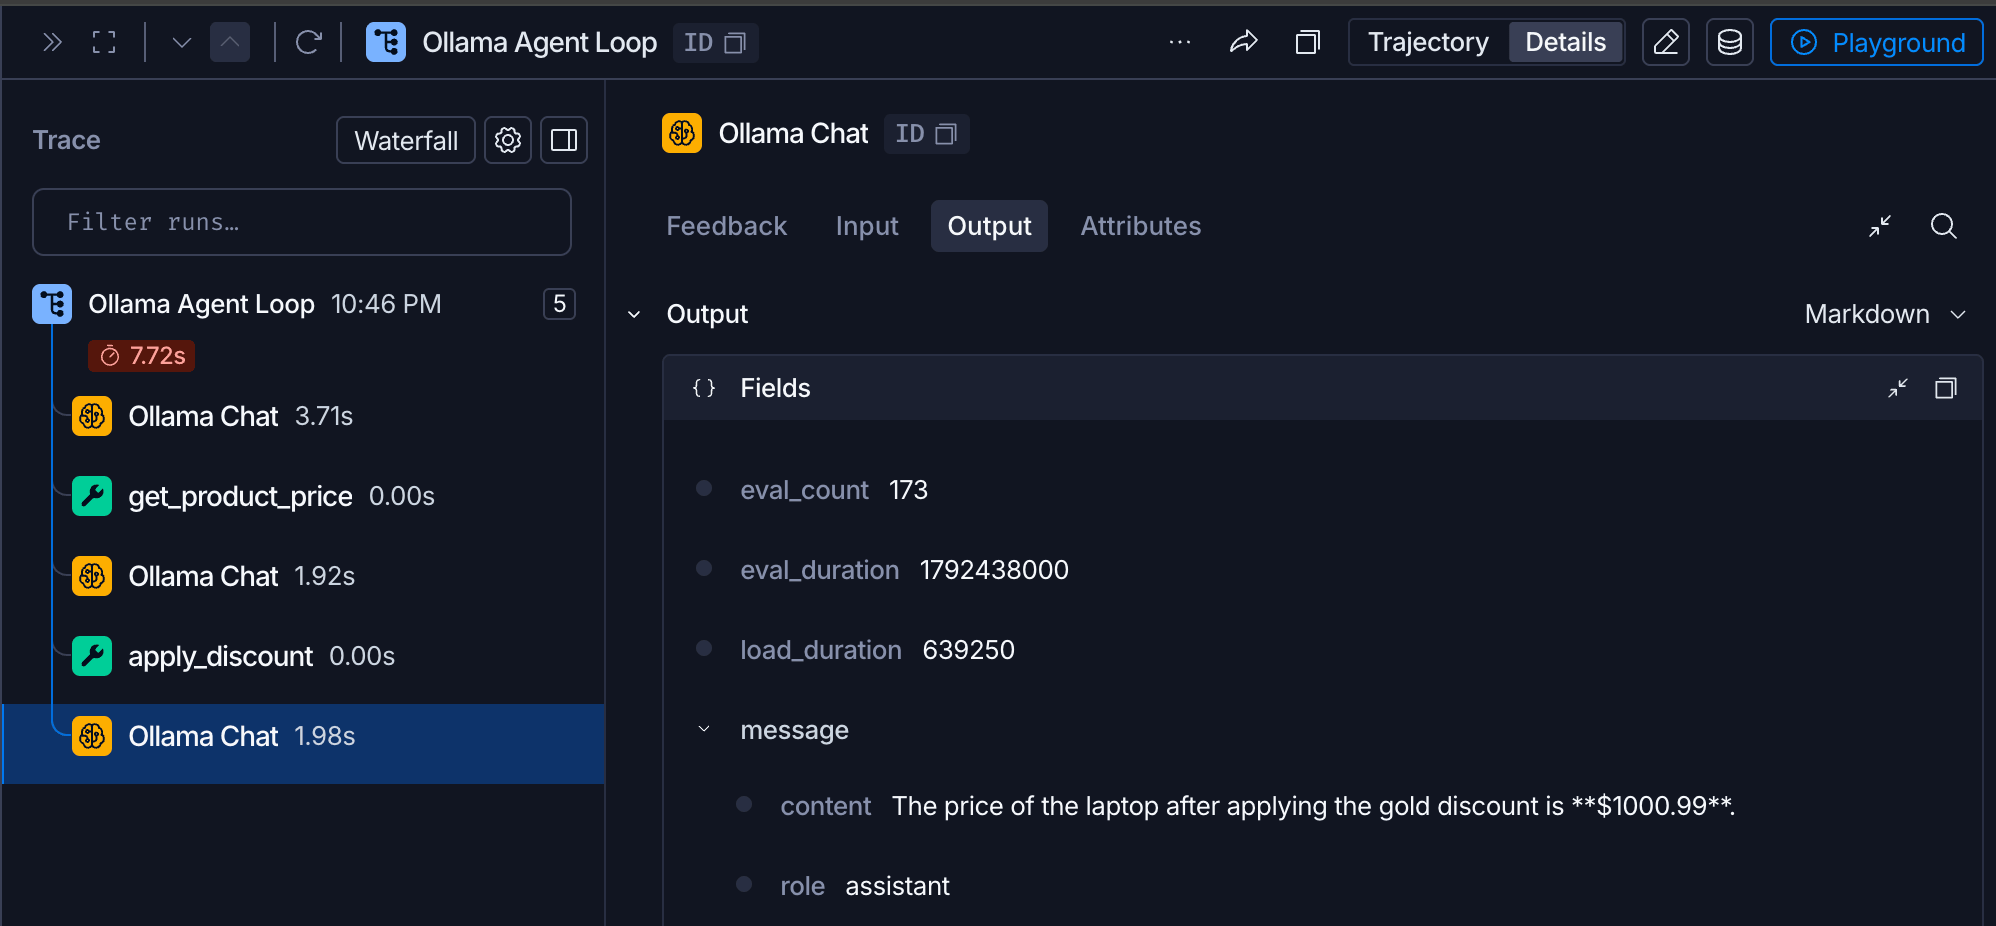 Ollama Agent Loop ID
Trajectory Details Playground
Trace Waterfall
Filter runs…
Ollama Agent Loop 10:46 PM 5
7.72s
Ollama Chat 3.71s
get_product_price 0.00s
Ollama Chat 1.92s
apply_discount 0.00s
Ollama Chat 1.98s
Ollama Chat ID
Feedback Input Output Attributes
Output Markdown
{} Fields
eval_count 173
eval_duration 1792438000
load_duration 639250
message
content The price of the laptop after applying the gold discount is **$1000.99**.
role assistant